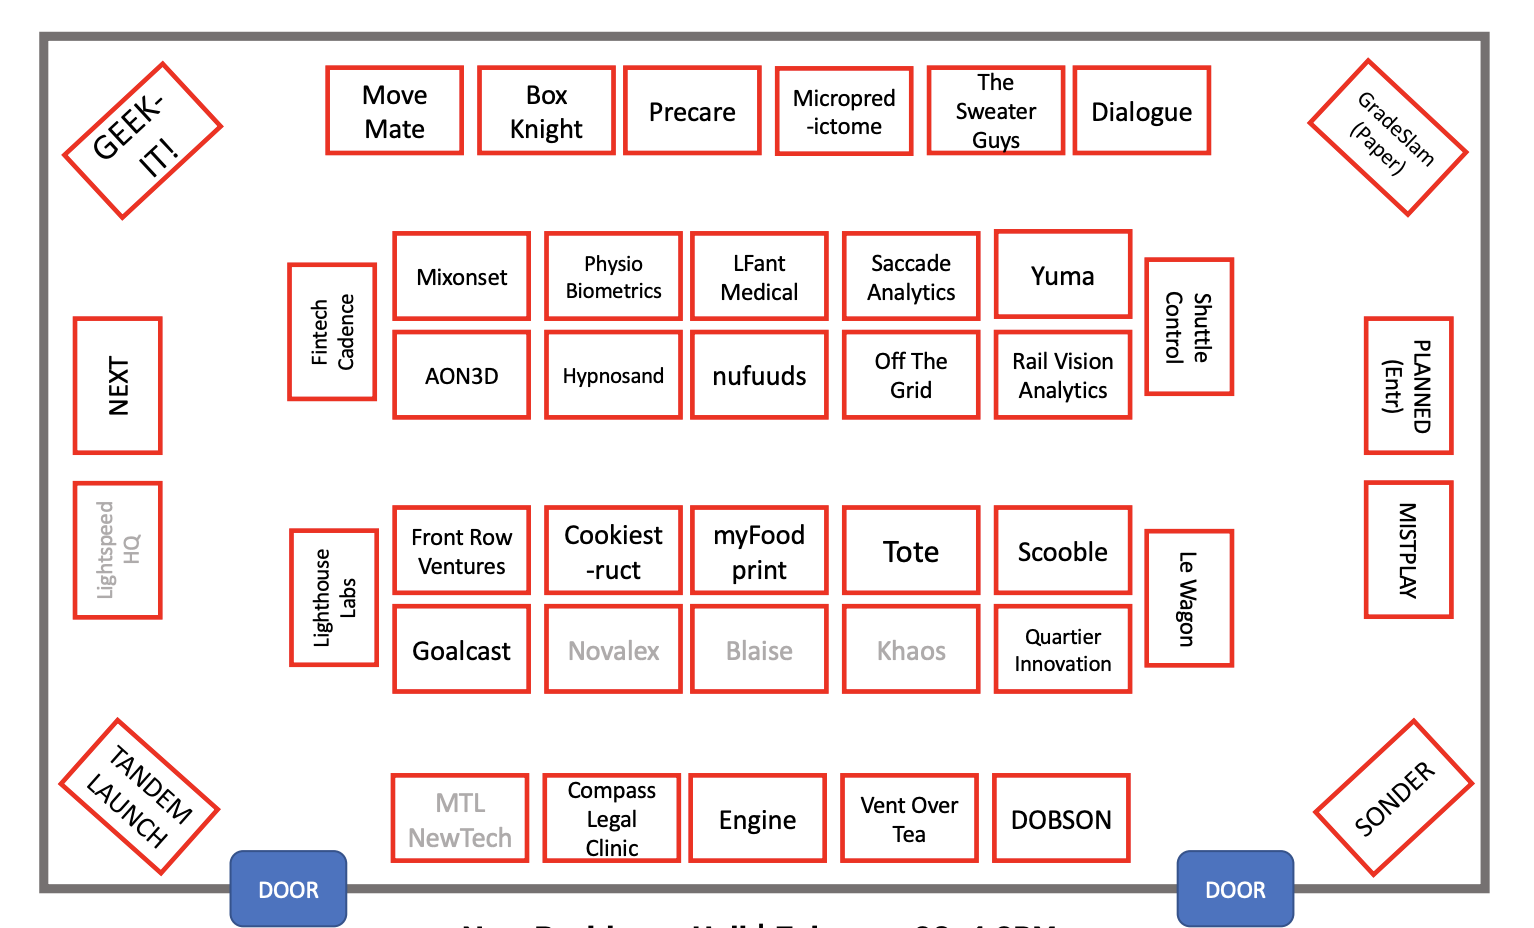 GEEK-
IT!
Move
Mate
Box
Knight
Precare
Micropred
-ictome
The
Sweater
Guys
Dialogue
GradeSlam
(Paper)
Fintech
Cadence
Mixonset
Physio
Biometrics
LFant
Medical
Saccade
Analytics
Yuma
Shuttle
Control
AON3D
Hypnosand
nufuuds
Off The
Grid
Rail Vision
Analytics
NEXT
PLANNED
(Entr)
Lightspeed
HQ
MISTPLAY
Lighthouse
Labs
Front Row
Ventures
Cookiest
-ruct
myFood
print
Tote
Scooble
Le Wagon
Goalcast
Novalex
Blaise
Khaos
Quartier
Innovation
TANDEM
LAUNCH
MTL
NewTech
Compass
Legal
Clinic
Engine
Vent Over
Tea
DOBSON
SONDER
DOOR
DOOR